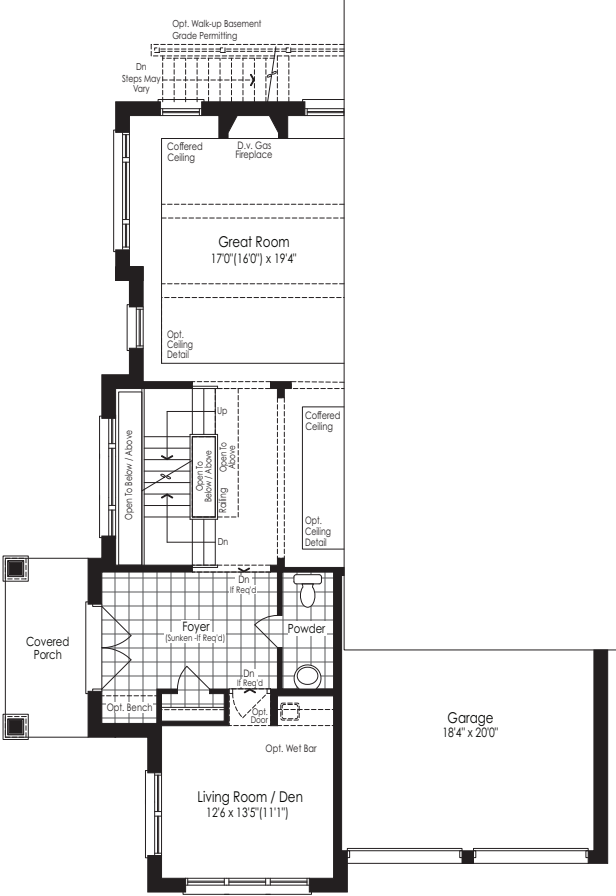 Opt. Walk-up Basement
Grade Permitting
Dn
Steps May
Vary
Coffered
Ceiling
D.v. Gas
Fireplace
Great Room
17'0"(16'0") x 19'4"
Opt.
Ceiling
Detail
Up
Open To Below / Above
Open To
Below / Above
Open To
Above
Railing
Dn
Coffered
Ceiling
Opt.
Ceiling
Detail
Dn
If Req'd
Foyer
(Sunken -If Req'd)
Powder
Covered
Porch
Dn
If Req'd
Opt. Bench
Opt.
Door
Opt. Wet Bar
Garage
18'4" x 20'0"
Living Room / Den
12'6 x 13'5"(11'1")